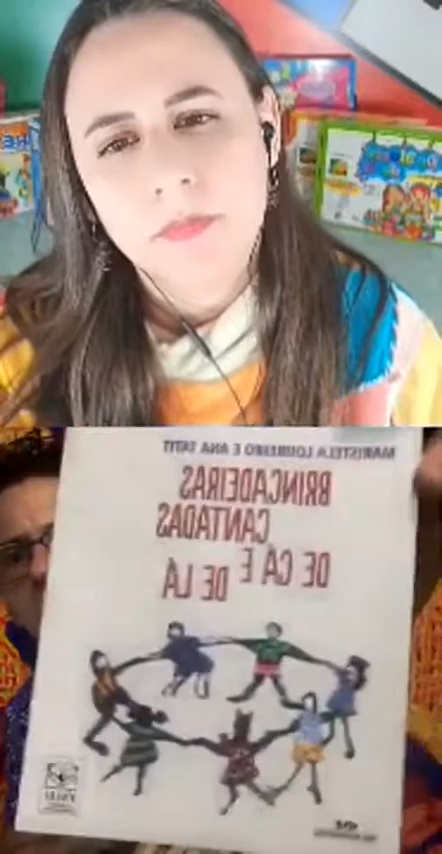 MARISTELA LOUREIRO E ANA TATIT
BRINCADEIRAS
CANTADAS
DE CÁ E DE LÁ